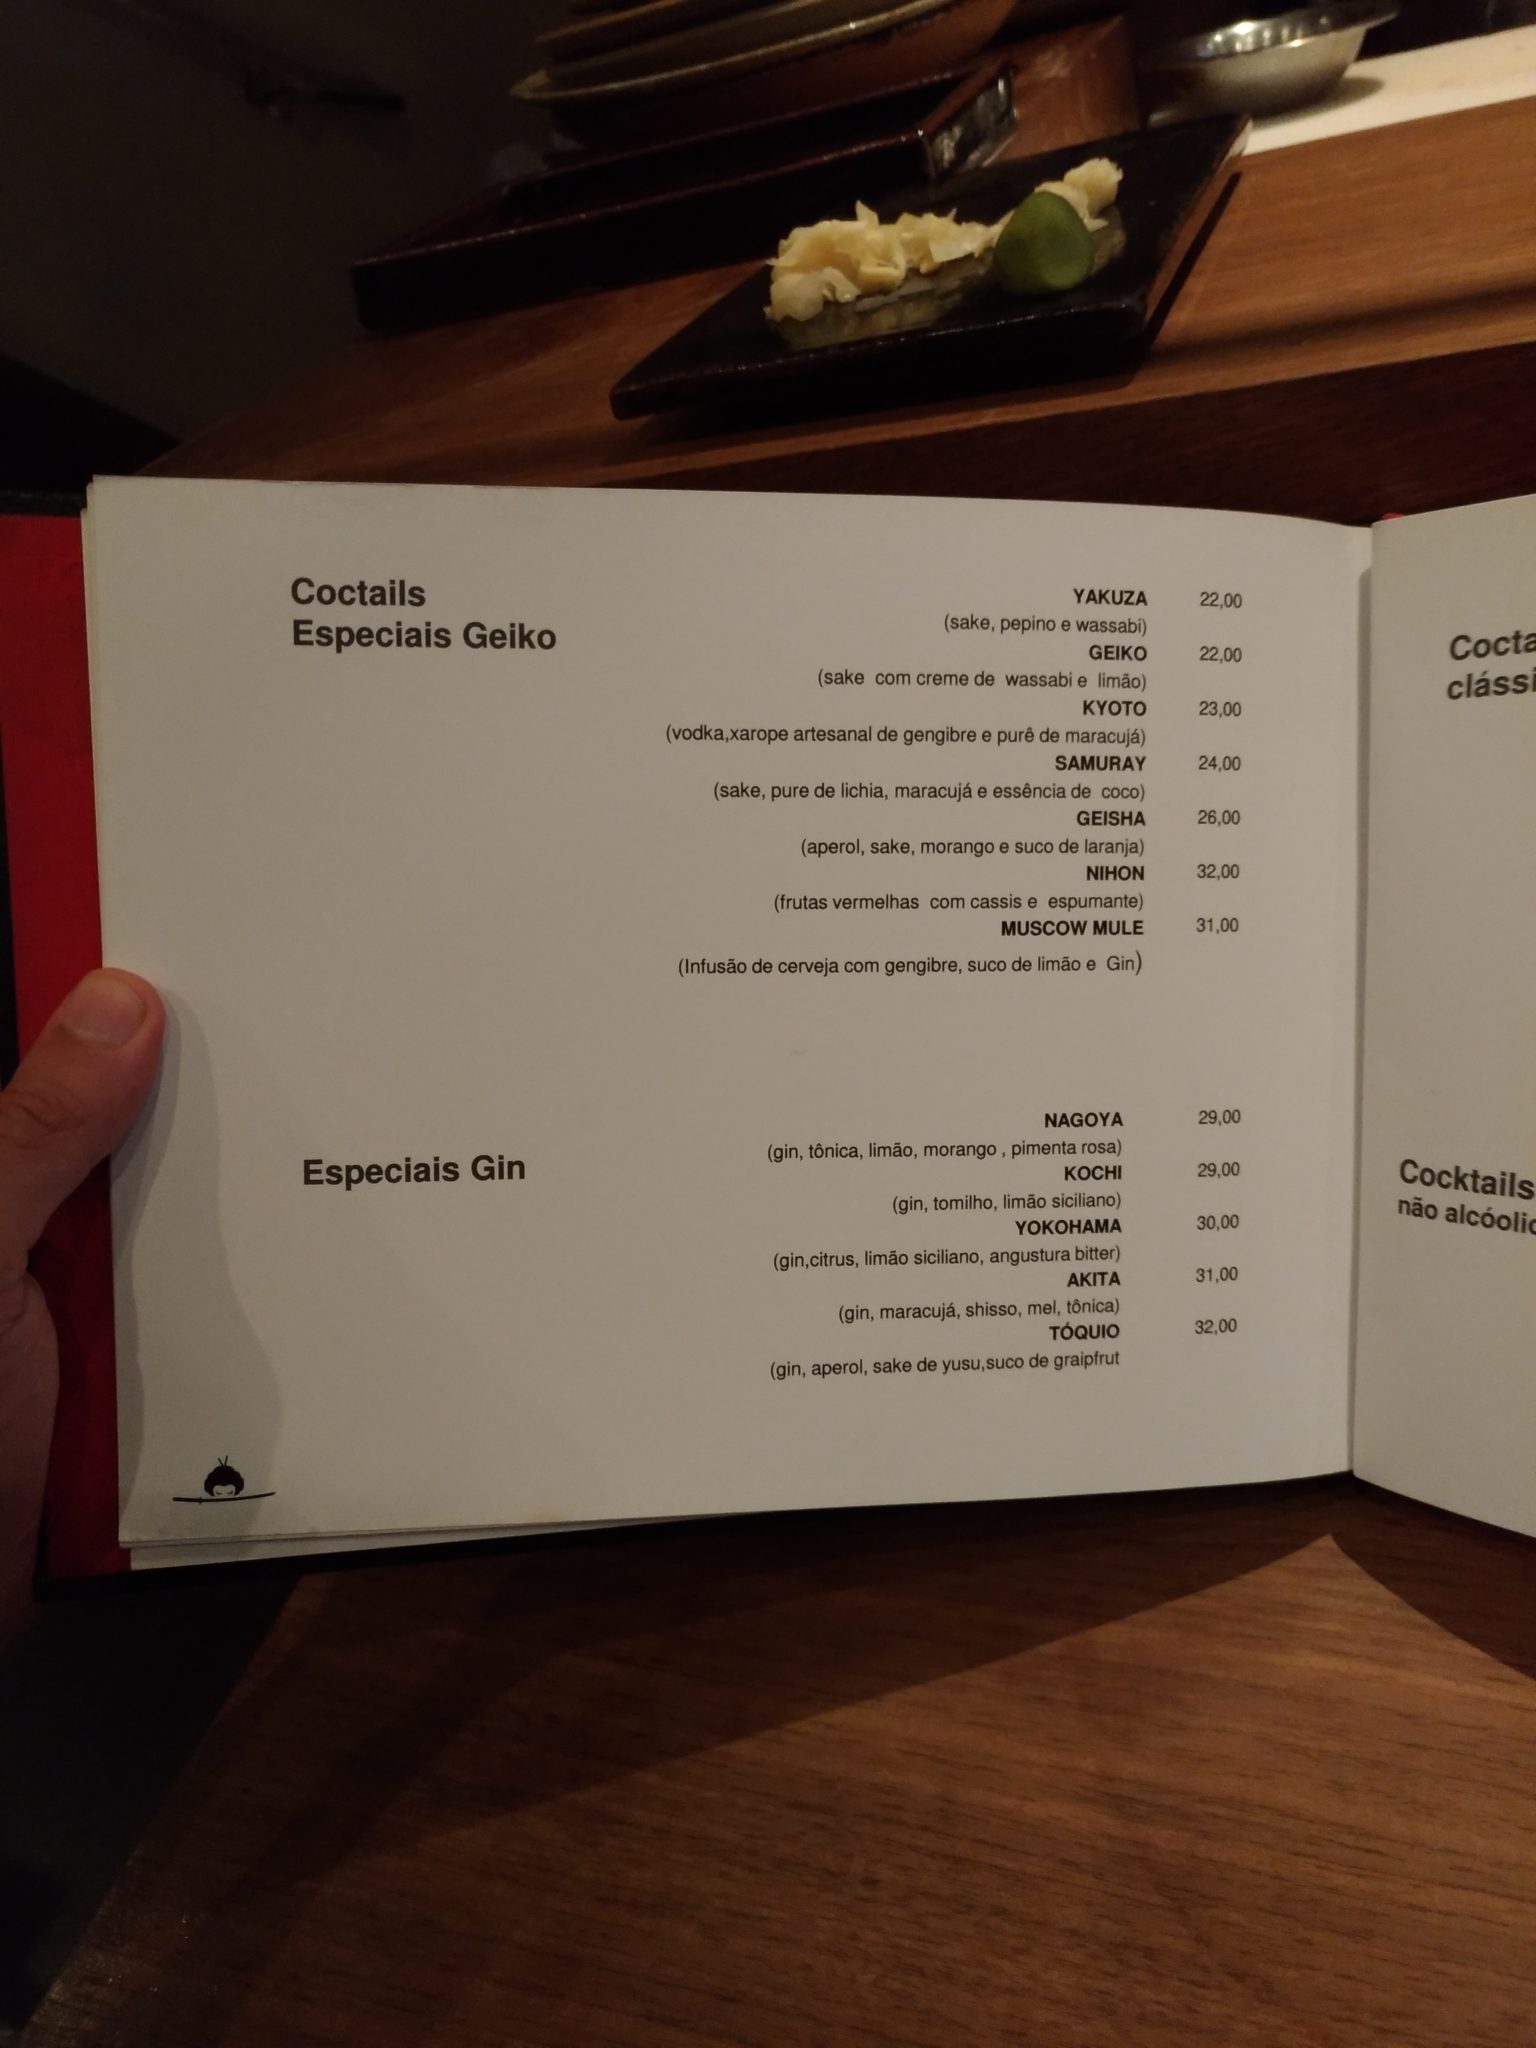 Coctails
Especiais Geiko
YAKUZA 22,00
(sake, pepino e wassabi)
GEIKO 22,00
(sake com creme de wassabi e limão)
KYOTO 23,00
(vodka,xarope artesanal de gengibre e purê de maracujá)
SAMURAY 24,00
(sake, pure de lichia, maracujá e essência de coco)
GEISHA 26,00
(aperol, sake, morango e suco de laranja)
NIHON 32,00
(frutas vermelhas com cassis e espumante)
MUSCOW MULE 31,00
(Infusão de cerveja com gengibre, suco de limão e Gin)
Especiais Gin
NAGOYA 29,00
(gin, tônica, limão, morango , pimenta rosa)
KOCHI 29,00
(gin, tomilho, limão siciliano)
YOKOHAMA 30,00
(gin,citrus, limão siciliano, angustura bitter)
AKITA 31,00
(gin, maracujá, shisso, mel, tônica)
TÓQUIO 32,00
(gin, aperol, sake de yusu,suco de graipfrut
Cocta
clássi
Cocktails
não alcóolic